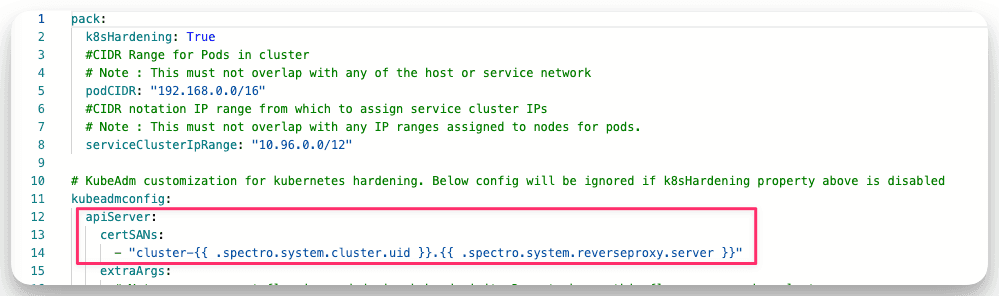 1 pack:
2   k8sHardening: True
3   #CIDR Range for Pods in cluster
4   # Note : This must not overlap with any of the host or service network
5   podCIDR: "192.168.0.0/16"
6   #CIDR notation IP range from which to assign service cluster IPs
7   # Note : This must not overlap with any IP ranges assigned to nodes for pods.
8   serviceClusterIpRange: "10.96.0.0/12"
9
10 # KubeAdm customization for kubernetes hardening. Below config will be ignored if k8sHardening property above is disabled
11 kubeadmconfig:
12   apiServer:
13     certSANs:
14       - "cluster-{{ .spectro.system.cluster.uid }}.{{ .spectro.system.reverseproxy.server }}"
15     extraArgs: